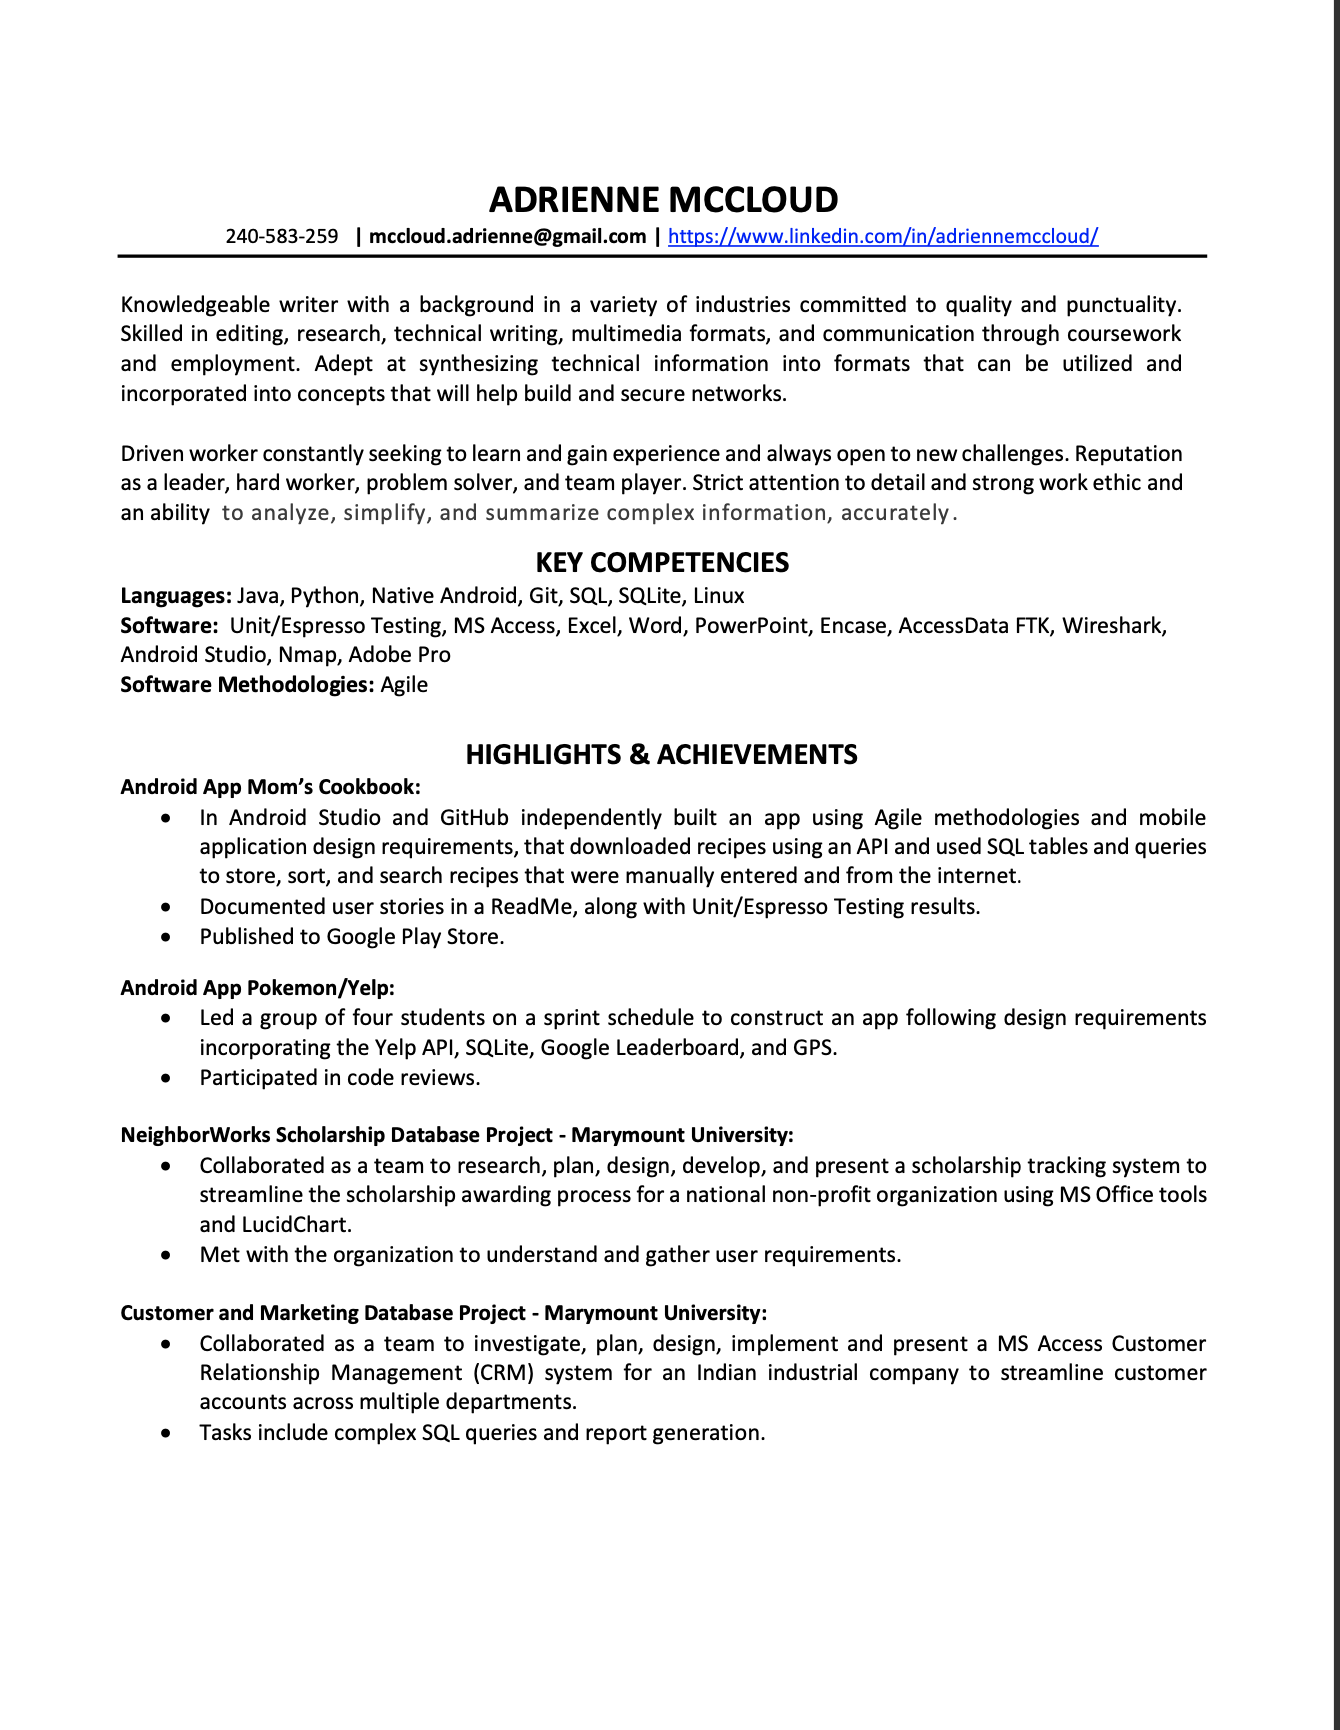 ADRIENNE MCCLOUD
240-583-259 | mccloud.adrienne@gmail.com | https://www.linkedin.com/in/adriennemccloud/
Knowledgeable writer with a background in a variety of industries committed to quality and punctuality.
Skilled in editing, research, technical writing, multimedia formats, and communication through coursework
and employment. Adept at synthesizing technical information into formats that can be utilized and
incorporated into concepts that will help build and secure networks.
Driven worker constantly seeking to learn and gain experience and always open to new challenges. Reputation
as a leader, hard worker, problem solver, and team player. Strict attention to detail and strong work ethic and
an ability to analyze, simplify, and summarize complex information, accurately.
KEY COMPETENCIES
Languages: Java, Python, Native Android, Git, SQL, SQLite, Linux
Software: Unit/Espresso Testing, MS Access, Excel, Word, PowerPoint, Encase, AccessData FTK, Wireshark,
Android Studio, Nmap, Adobe Pro
Software Methodologies: Agile
HIGHLIGHTS & ACHIEVEMENTS
Android App Mom’s Cookbook:
• In Android Studio and GitHub independently built an app using Agile methodologies and mobile
application design requirements, that downloaded recipes using an API and used SQL tables and queries
to store, sort, and search recipes that were manually entered and from the internet.
• Documented user stories in a ReadMe, along with Unit/Espresso Testing results.
• Published to Google Play Store.
Android App Pokemon/Yelp:
• Led a group of four students on a sprint schedule to construct an app following design requirements
incorporating the Yelp API, SQLite, Google Leaderboard, and GPS.
• Participated in code reviews.
NeighborWorks Scholarship Database Project - Marymount University:
• Collaborated as a team to research, plan, design, develop, and present a scholarship tracking system to
streamline the scholarship awarding process for a national non-profit organization using MS Office tools
and LucidChart.
• Met with the organization to understand and gather user requirements.
Customer and Marketing Database Project - Marymount University:
• Collaborated as a team to investigate, plan, design, implement and present a MS Access Customer
Relationship Management (CRM) system for an Indian industrial company to streamline customer
accounts across multiple departments.
• Tasks include complex SQL queries and report generation.